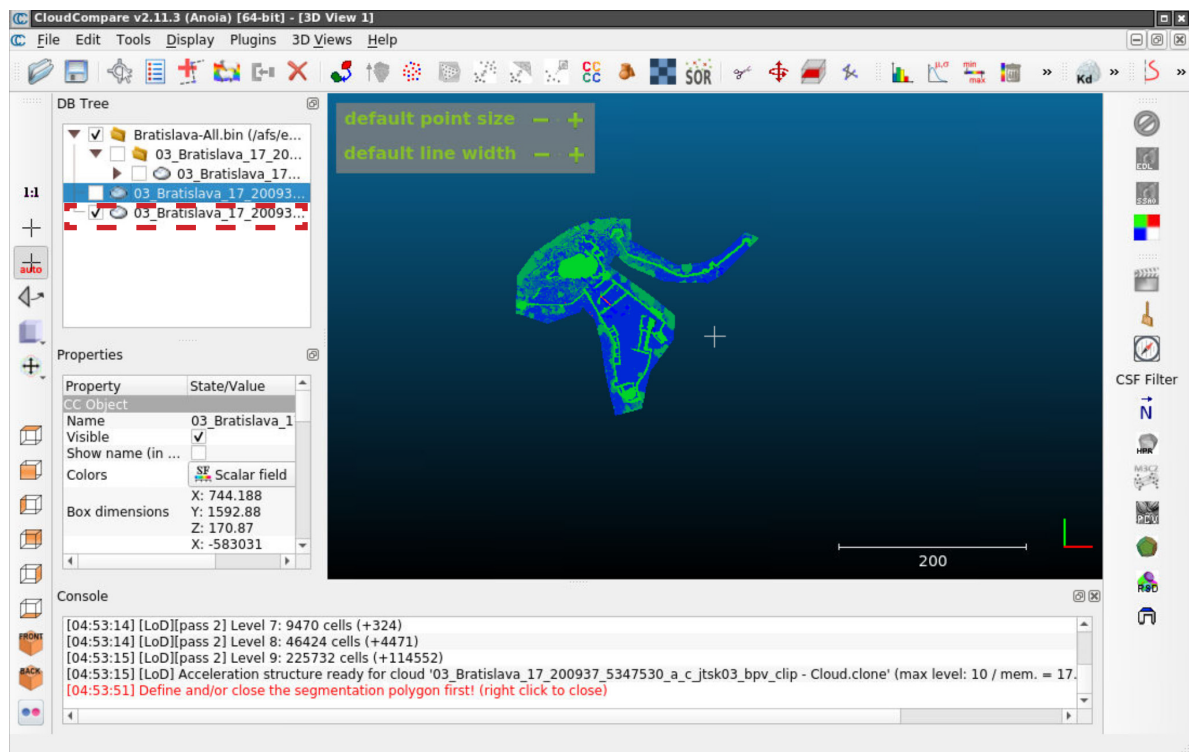 CloudCompare v2.11.3 (Anoia) [64-bit] - [3D View 1]
File Edit Tools Display Plugins 3D Views Help
CC
CC
SOR
μ,σ
min
max
»
Kd
»
»
DB Tree
default point size − +
default line width − +
Bratislava-All.bin (/afs/e...
03_Bratislava_17_20...
03_Bratislava_17...
03_Bratislava_17_20093...
03_Bratislava_17_20093...
1:1
auto
Properties
Property State/Value
CC Object
Name 03_Bratislava_1
Visible
Show name (in ...
Colors SF Scalar field
Box dimensions X: 744.188
Y: 1592.88
Z: 170.87
X: -583031
200
CSF Filter
N
HPR
M3C2
PCV
Console
[04:53:14] [LoD][pass 2] Level 7: 9470 cells (+324)
[04:53:14] [LoD][pass 2] Level 8: 46424 cells (+4471)
[04:53:15] [LoD][pass 2] Level 9: 225732 cells (+114552)
[04:53:15] [LoD] Acceleration structure ready for cloud '03_Bratislava_17_200937_5347530_a_c_jtsk03_bpv_clip - Cloud.clone' (max level: 10 / mem. = 17.
[04:53:51] Define and/or close the segmentation polygon first! (right click to close)
FRONT
BACK